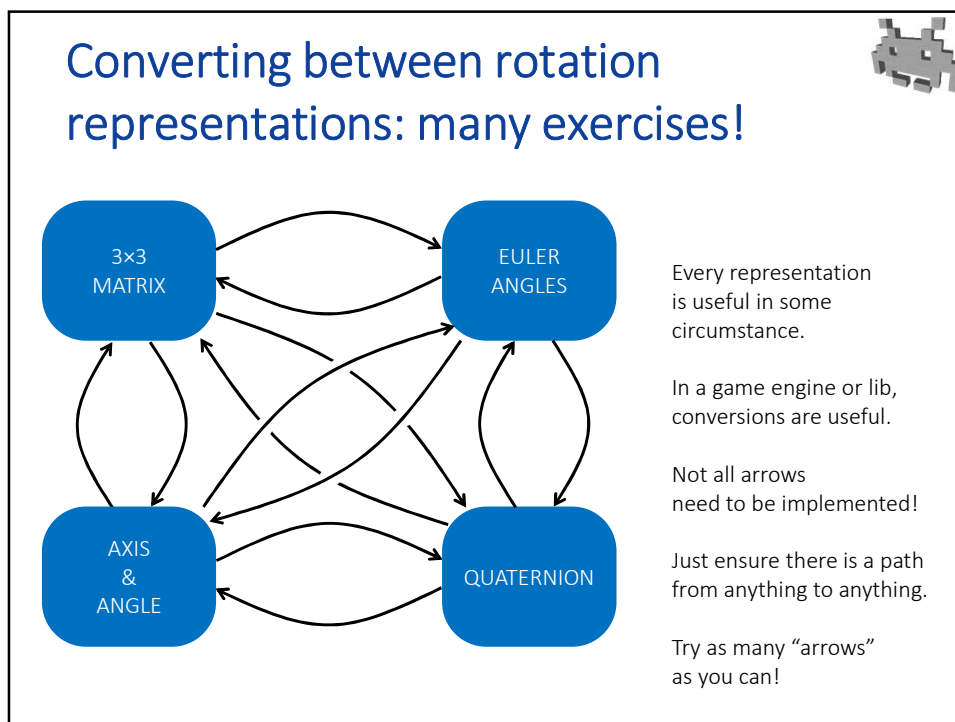 Converting between rotation
representations: many exercises!
3×3
MATRIX
EULER
ANGLES
AXIS
&
ANGLE
QUATERNION
Every representation
is useful in some
circumstance.
In a game engine or lib,
conversions are useful.
Not all arrows
need to be implemented!
Just ensure there is a path
from anything to anything.
Try as many “arrows”
as you can!